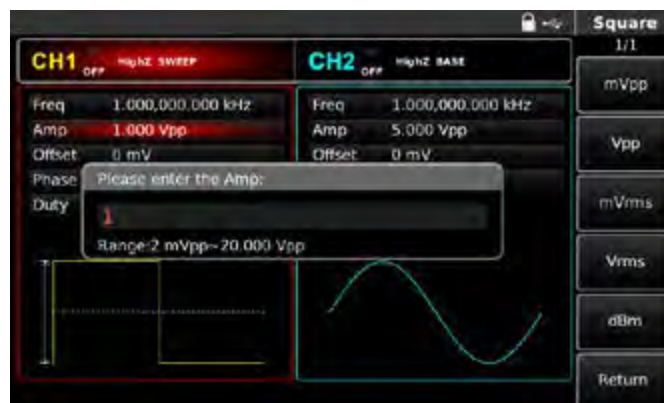 Square
1/1
CH1 OFF HighZ SWEEP
CH2 OFF HighZ BASE
Freq 1.000,000,000 kHz
Amp 1.000 Vpp
Offset 0 mV
Phase
Duty
Freq 1.000,000,000 kHz
Amp 5.000 Vpp
Offset 0 mV
Please enter the Amp:
1
Range:2 mVpp~20.000 Vpp
mVpp
Vpp
mVrms
Vrms
dBm
Return